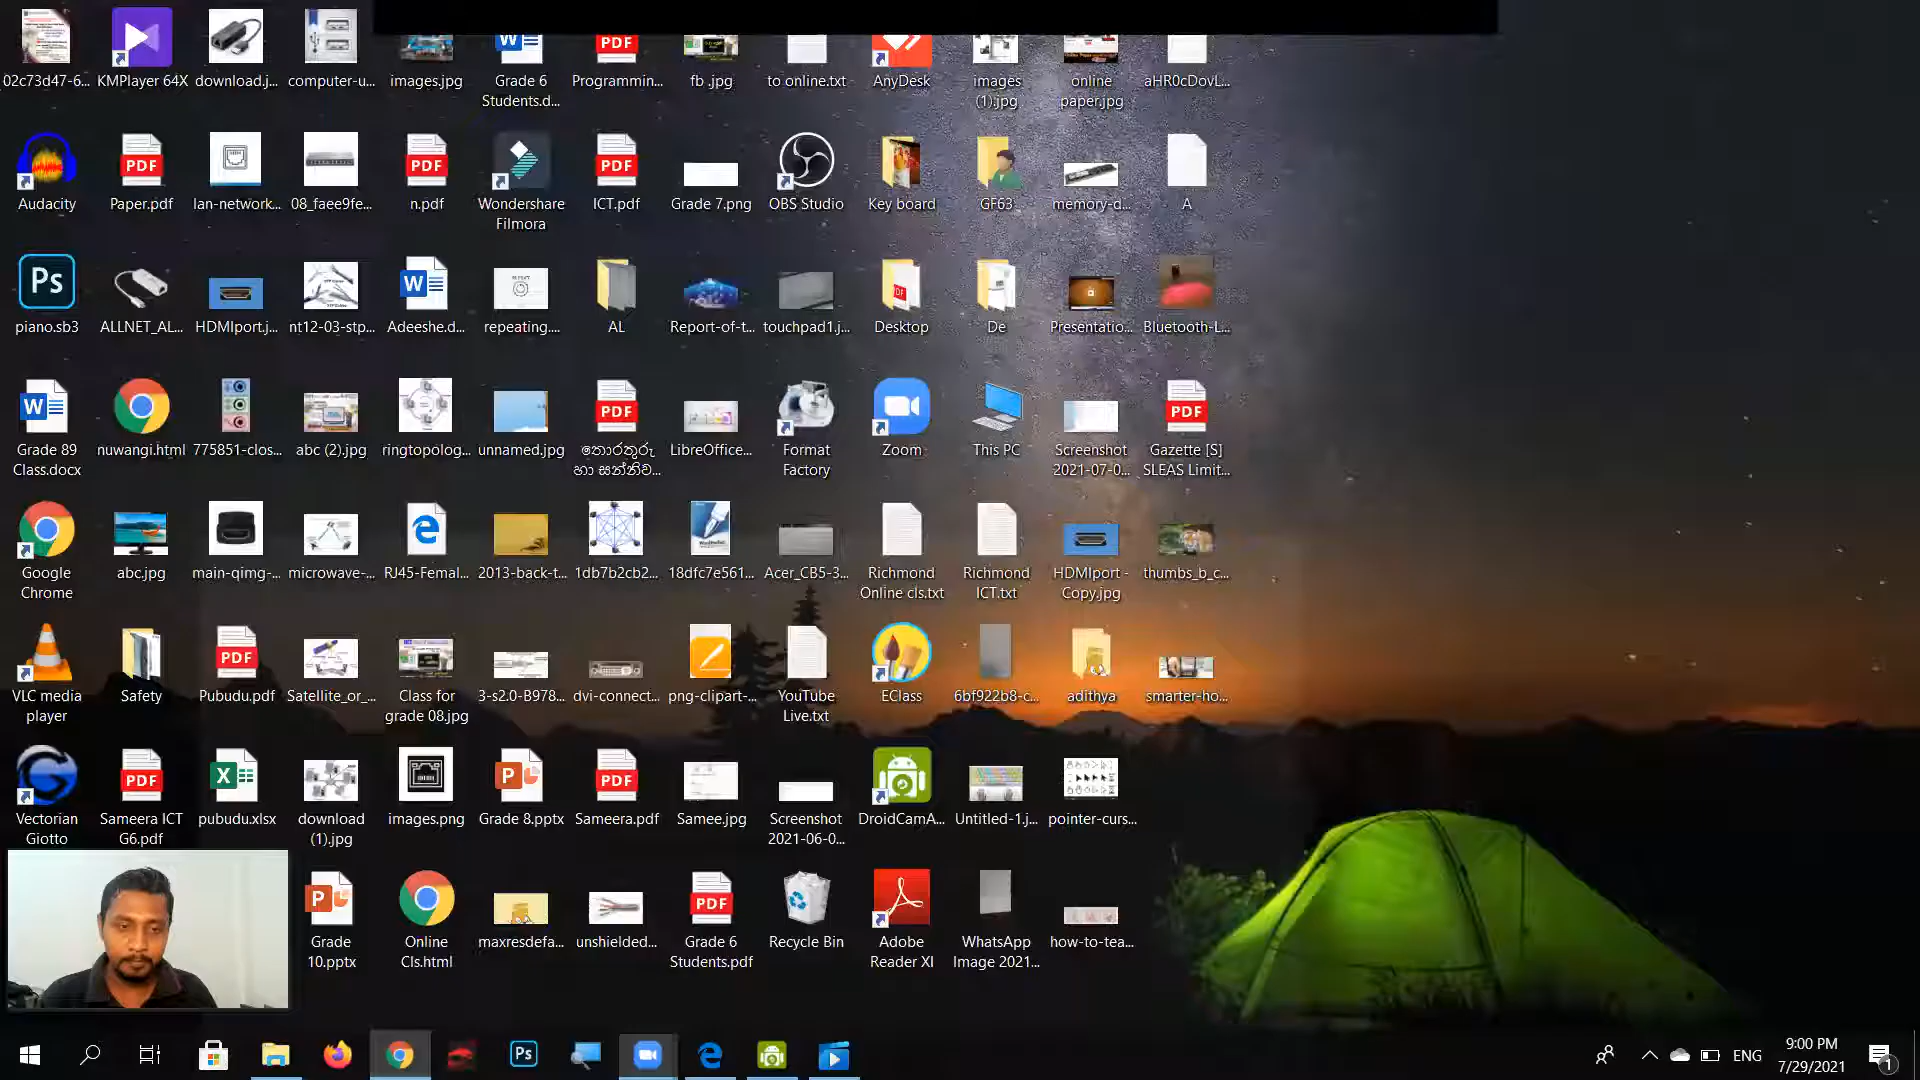 02c73d47-6...
KMPlayer 64X
download.j...
computer-u...
images.jpg
Grade 6
Students.d...
Programmin...
fb .jpg
to online.txt
AnyDesk
images
(1).jpg
online
paper.jpg
aHR0cDovL...
Audacity
Paper.pdf
lan-network...
08_faee9fe...
n.pdf
Wondershare
Filmora
ICT.pdf
Grade 7.png
OBS Studio
Key board
GF63
memory-d...
A
piano.sb3
ALLNET_AL...
HDMIport.j...
nt12-03-stp...
Adeeshe.d...
repeating....
AL
Report-of-t...
touchpad1.j...
Desktop
De
Presentatio...
Bluetooth-L...
Grade 89
Class.docx
nuwangi.html
775851-clos...
abc (2).jpg
ringtopolog...
unnamed.jpg
තොරතුරු
හා සන්නිව...
LibreOffice...
Format
Factory
Zoom
This PC
Screenshot
2021-07-0...
Gazette [S]
SLEAS Limit...
Google
Chrome
abc.jpg
main-qimg-...
microwave-...
RJ45-Femal...
2013-back-t...
1db7b2cb2...
18dfc7e561...
Acer_CB5-3...
Richmond
Online cls.txt
Richmond
ICT.txt
HDMIport -
Copy.jpg
thumbs_b_c...
VLC media
player
Safety
Pubudu.pdf
Satellite_or_...
Class for
grade 08.jpg
3-s2.0-B978...
dvi-connect...
png-clipart-...
YouTube
Live.txt
EClass
6bf922b8-c...
adithya
smarter-ho...
Vectorian
Giotto
Sameera ICT
G6.pdf
pubudu.xlsx
download
(1).jpg
images.png
Grade 8.pptx
Sameera.pdf
Samee.jpg
Screenshot
2021-06-0...
DroidCamA...
Untitled-1.j...
pointer-curs...
Grade
10.pptx
Online
Cls.html
maxresdefa...
unshielded...
Grade 6
Students.pdf
Recycle Bin
Adobe
Reader XI
WhatsApp
Image 2021...
how-to-tea...
ENG
9:00 PM
7/29/2021
1